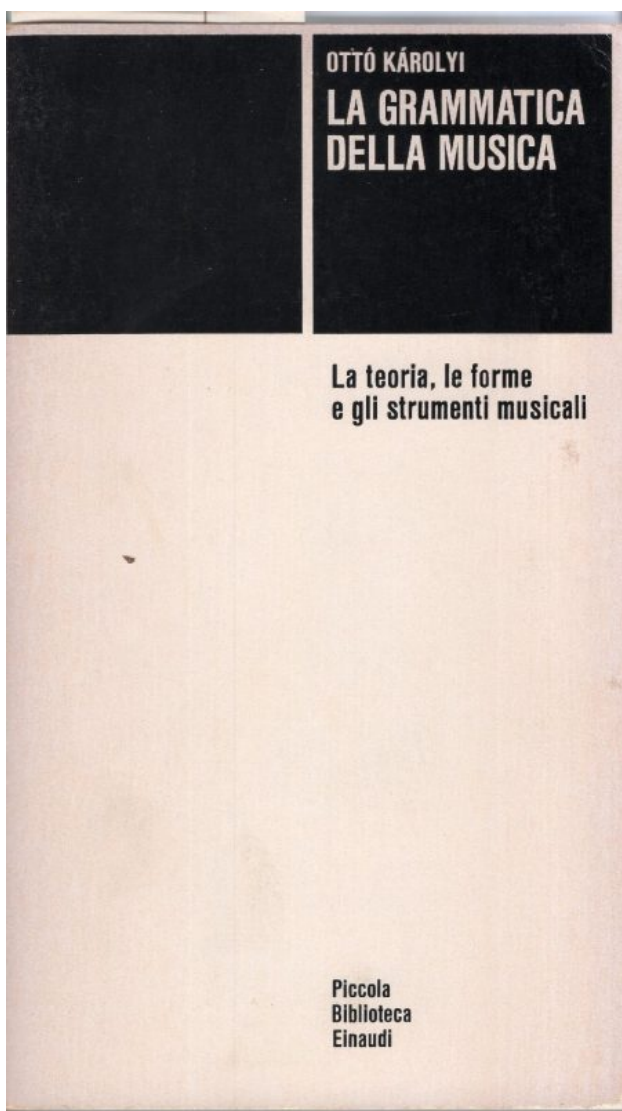 OTTÓ KÁROLYI
LA GRAMMATICA
DELLA MUSICA
La teoria, le forme
e gli strumenti musicali
Piccola
Biblioteca
Einaudi